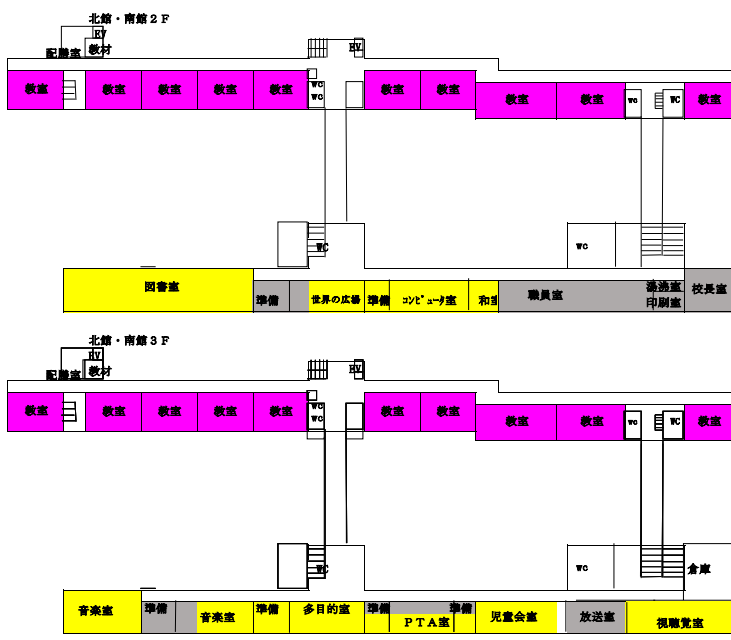 北館・南館２Ｆ
EV
配膳室 教材
EV
教室 教室 教室 教室 教室 WC 教室 教室 教室 教室 WC WC 教室
WC
WC WC
図書室 準備 世界の広場 準備 コンピュータ室 和室 職員室 湯沸室 校長室
印刷室
北館・南館３Ｆ
EV
配膳室 教材
EV
教室 教室 教室 教室 教室 WC 教室 教室 教室 教室 WC WC 教室
WC
WC WC 倉庫
音楽室 準備 音楽室 準備 多目的室 準備 ＰＴＡ室 準備 児童会室 放送室 視聴覚室